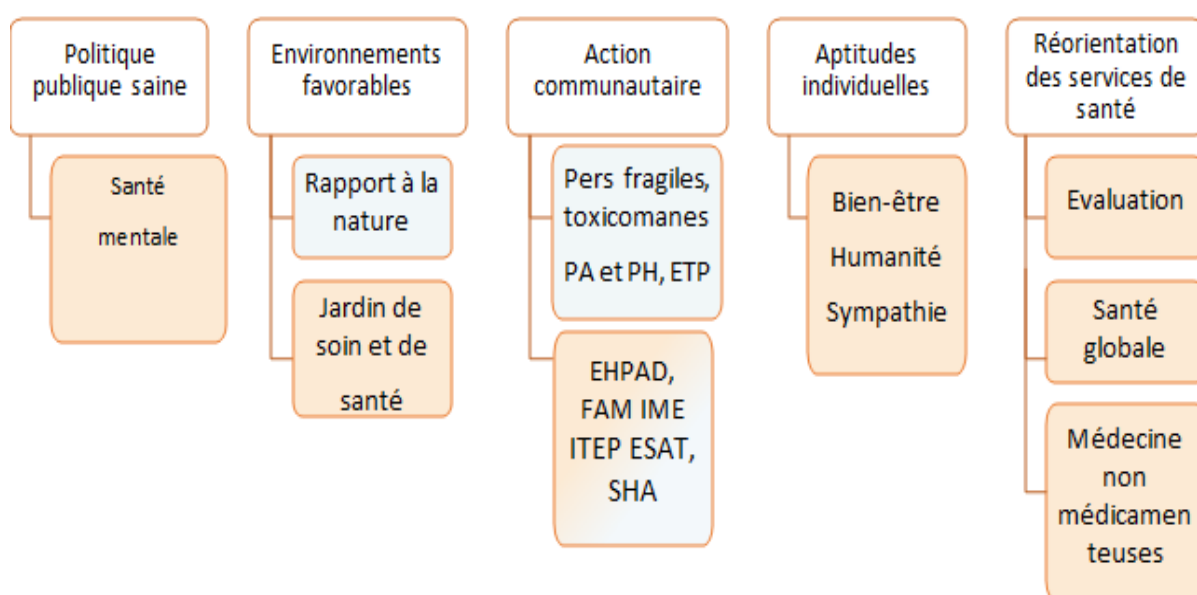 Politique
publique saine
Santé
mentale
Environnements
favorables
Rapport à la
nature
Jardin de
soin et de
santé
Action
communautaire
Pers fragiles,
toxicomanes
PA et PH, ETP
EHPAD,
FAM IME
ITEP ESAT,
SHA
Aptitudes
individuelles
Bien-être
Humanité
Sympathie
Réorientation
des services de
santé
Evaluation
Santé
globale
Médecine
non
médicamen
teuses